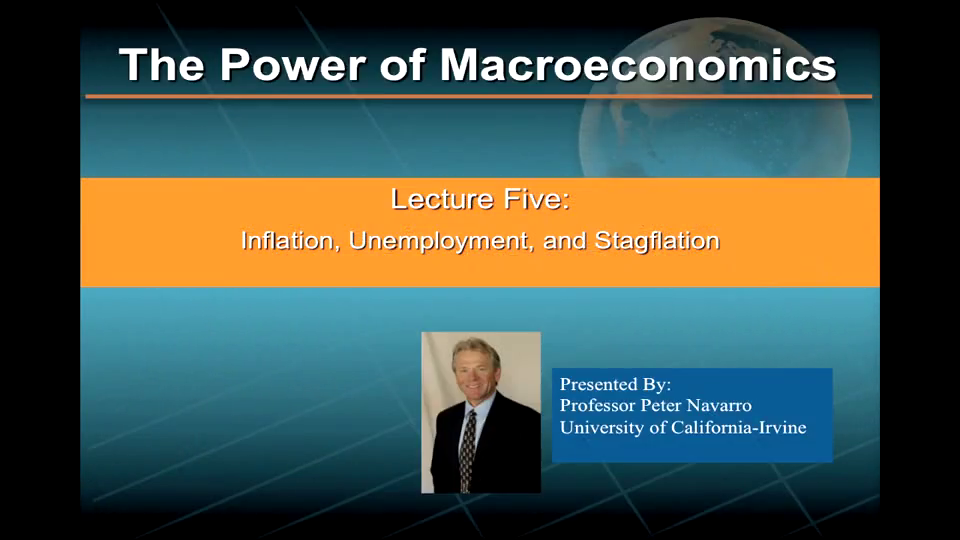 The Power of Macroeconomics
Lecture Five:
Inflation, Unemployment, and Stagflation
Presented By:
Professor Peter Navarro
University of California-Irvine